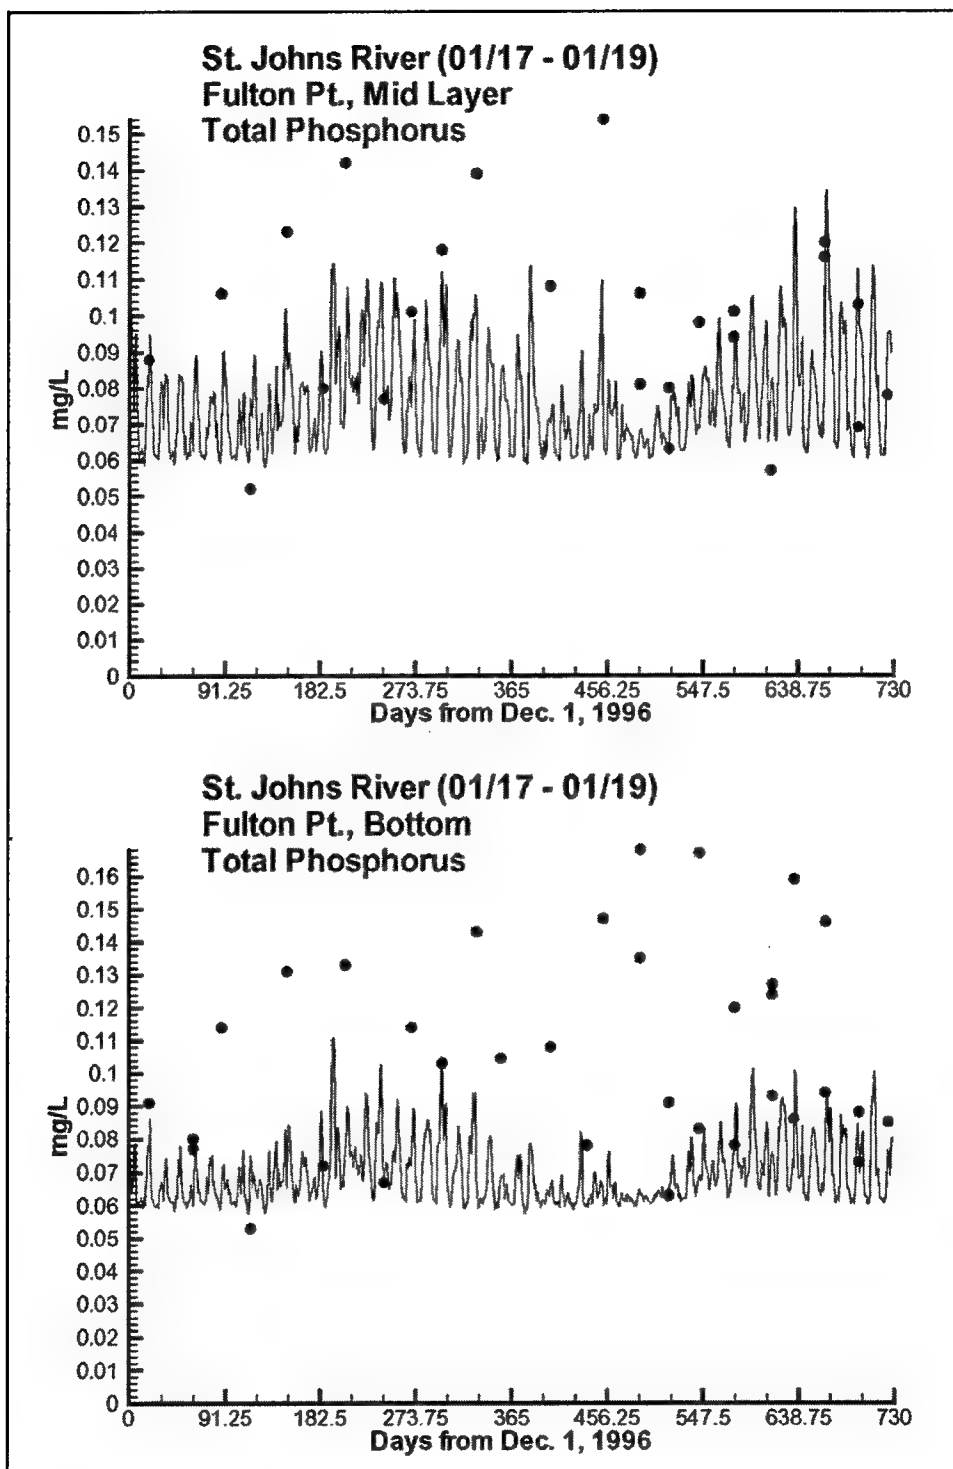 St. Johns River (01/17 - 01/19)
Fulton Pt., Mid Layer
Total Phosphorus
0.15
0.14
0.13
0.12
0.11
0.1
0.09
0.08
0.07
0.06
0.05
0.04
0.03
0.02
0.01
0
mg/L
0 91.25 182.5 273.75 365 456.25 547.5 638.75 730
Days from Dec. 1, 1996
St. Johns River (01/17 - 01/19)
Fulton Pt., Bottom
Total Phosphorus
0.16
0.15
0.14
0.13
0.12
0.11
0.1
0.09
0.08
0.07
0.06
0.05
0.04
0.03
0.02
0.01
0
mg/L
0 91.25 182.5 273.75 365 456.25 547.5 638.75 730
Days from Dec. 1, 1996